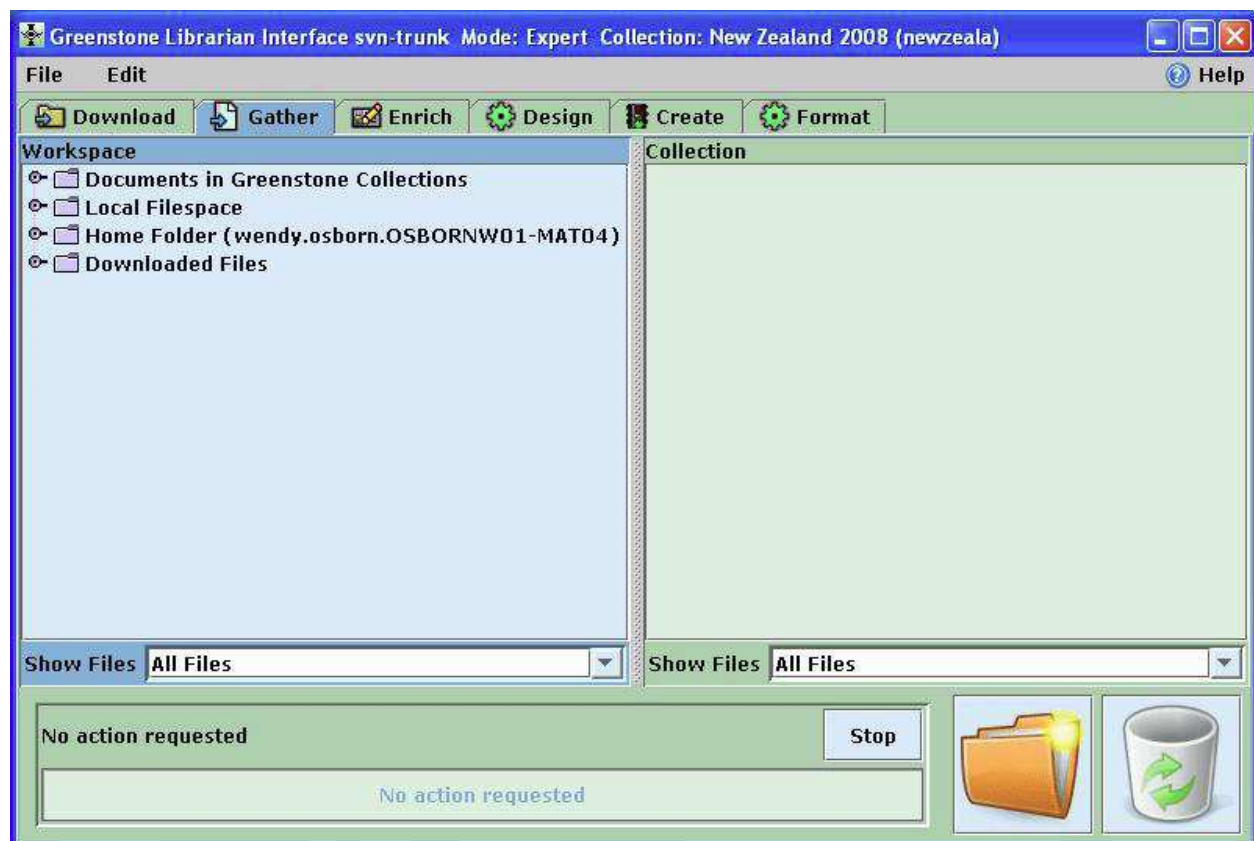 Greenstone Librarian Interface svn-trunk Mode: Expert Collection: New Zealand 2008 (newzeala)
File Edit Help
Download Gather Enrich Design Create Format
Workspace
Documents in Greenstone Collections
Local Filespace
Home Folder (wendy.osborn.OSBORNW01-MAT04)
Downloaded Files
Show Files All Files
Collection
Show Files All Files
No action requested Stop
No action requested